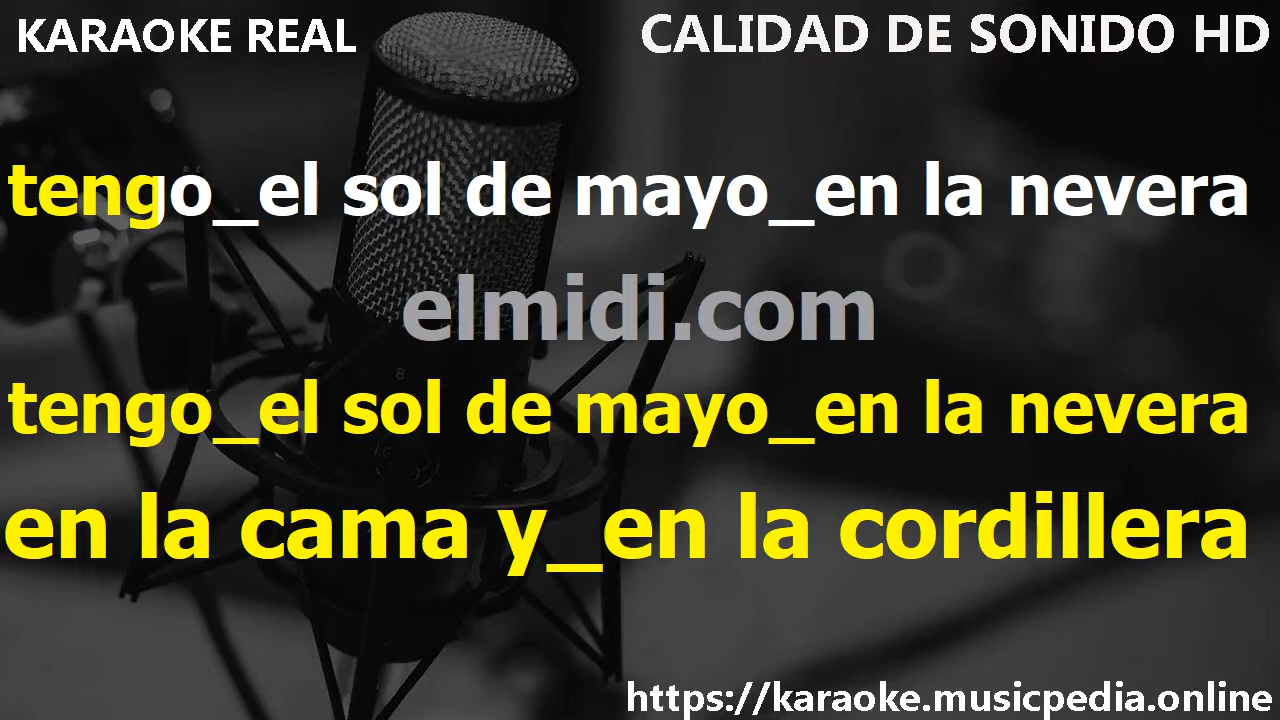 KARAOKE REAL
CALIDAD DE SONIDO HD
tengo_el sol de mayo_en la nevera
elmidi.com
tengo_el sol de mayo_en la nevera
en la cama y_en la cordillera
https://karaoke.musicpedia.online